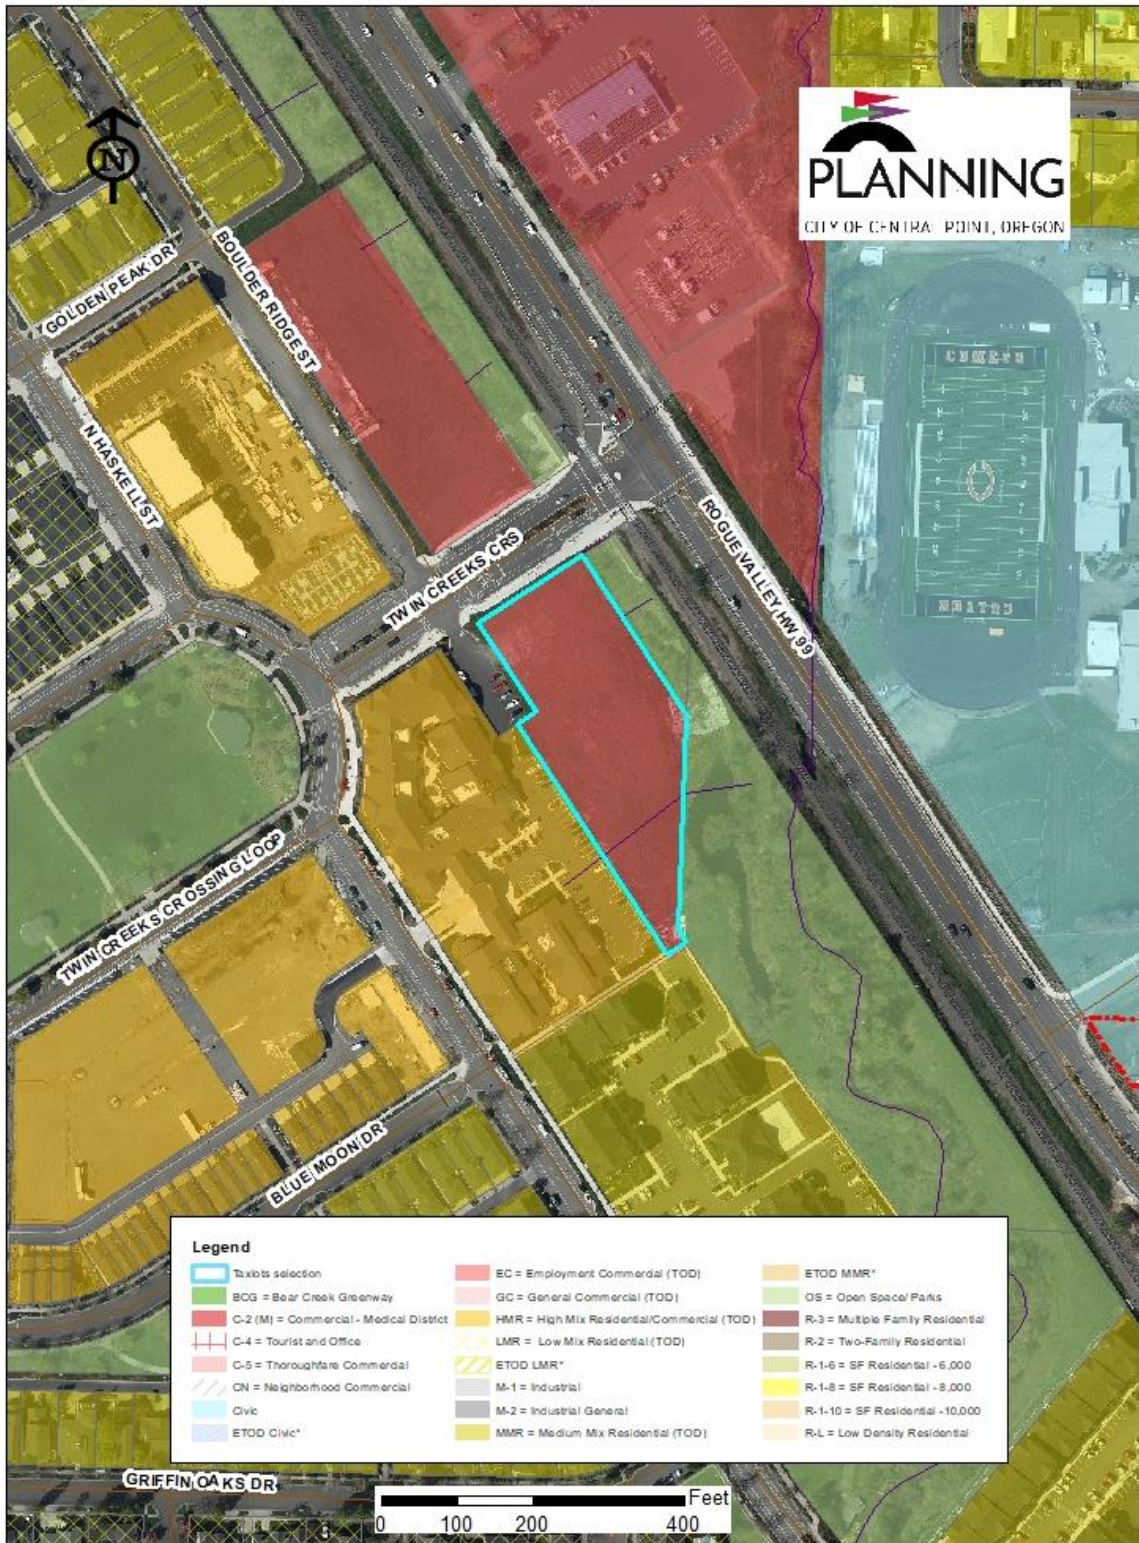 PLANNING
CITY OF CENTRAL POINT, OREGON
N
GOLDEN PEAK DR
BOULDER RIDGE ST
N HASKELL ST
TWIN CREEKS CRS
ROGUE VALLEY HW 99
COMETS
TWIN CREEKS CROSSING LOOP
BLUE MOON DR
Legend
Taxlots selection
BCG = Bear Creek Greenway
C-2 (M) = Commercial - Medical District
C-4 = Tourist and Office
C-5 = Thoroughfare Commercial
CN = Neighborhood Commercial
Civic
ETOD Civic*
EC = Employment Commercial (TOD)
GC = General Commercial (TOD)
HMR = High Mix Residential/Commercial (TOD)
LMR = Low Mix Residential (TOD)
ETOD LMR*
M-1 = Industrial
M-2 = Industrial General
MMR = Medium Mix Residential (TOD)
ETOD MMR*
OS = Open Space/Parks
R-3 = Multiple Family Residential
R-2 = Two-Family Residential
R-1-6 = SF Residential - 6,000
R-1-8 = SF Residential - 8,000
R-1-10 = SF Residential - 10,000
R-L = Low Density Residential
GRIFFIN OAKS DR
Feet
0 100 200 400